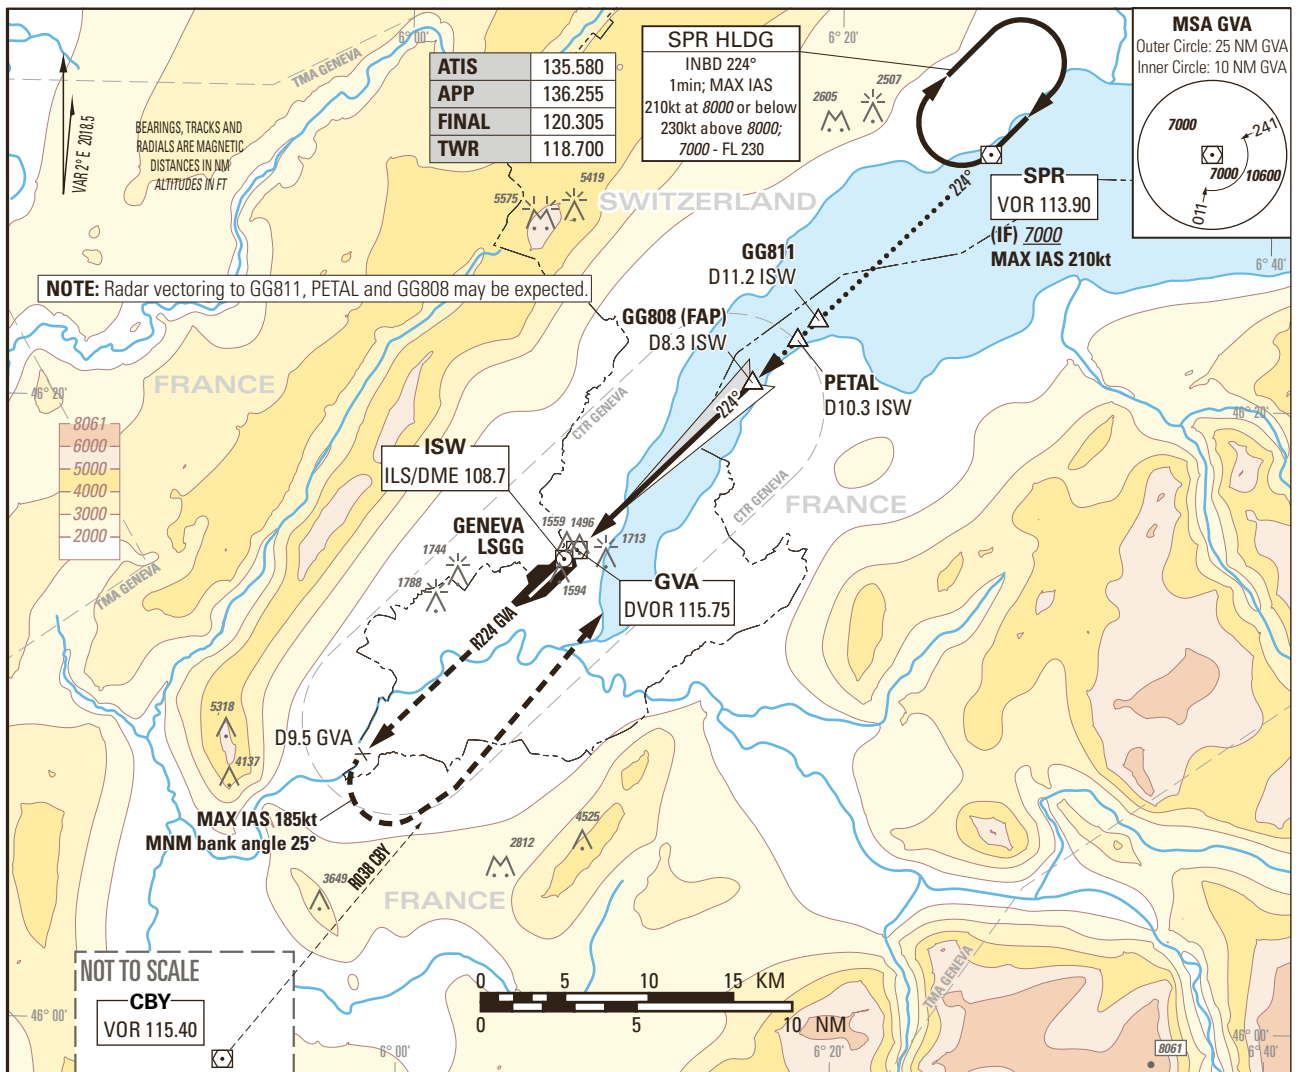 6° 00'
6° 20'
TMA GENEVA
VAR 2° E 2018.5
BEARINGS, TRACKS AND
RADIALS ARE MAGNETIC
DISTANCES IN NM
ALTITUDES IN FT
ATIS 135.580
APP 136.255
FINAL 120.305
TWR 118.700
SPR HLDG
INBD 224°
1min; MAX IAS
210kt at 8000 or below
230kt above 8000;
7000 - FL 230
2605
2507
MSA GVA
Outer Circle: 25 NM GVA
Inner Circle: 10 NM GVA
7000
241
7000
10600
011
5575
5419
SWITZERLAND
224°
SPR
VOR 113.90
(IF) 7000
MAX IAS 210kt
6° 40'
GG811
D11.2 ISW
NOTE: Radar vectoring to GG811, PETAL and GG808 may be expected.
GG808 (FAP)
D8.3 ISW
PETAL
D10.3 ISW
FRANCE
46° 20'
46° 20'
224°
CTR GENEVA
8061
6000
5000
4000
3000
2000
ISW
ILS/DME 108.7
CTR GENEVA
FRANCE
GENEVA
LSGG
1559
1496
1713
1744
1788
1594
TMA GENEVA
GVA
DVOR 115.75
R224 GVA
5318
4137
D9.5 GVA
MAX IAS 185kt
MNM bank angle 25°
R038 CBY
4525
2812
3649
FRANCE
NOT TO SCALE
CBY
VOR 115.40
0 5 10 15 KM
0 5 10 NM
TMA GENEVA
46° 00'
46° 00'
6° 00'
6° 20'
6° 40'
8061